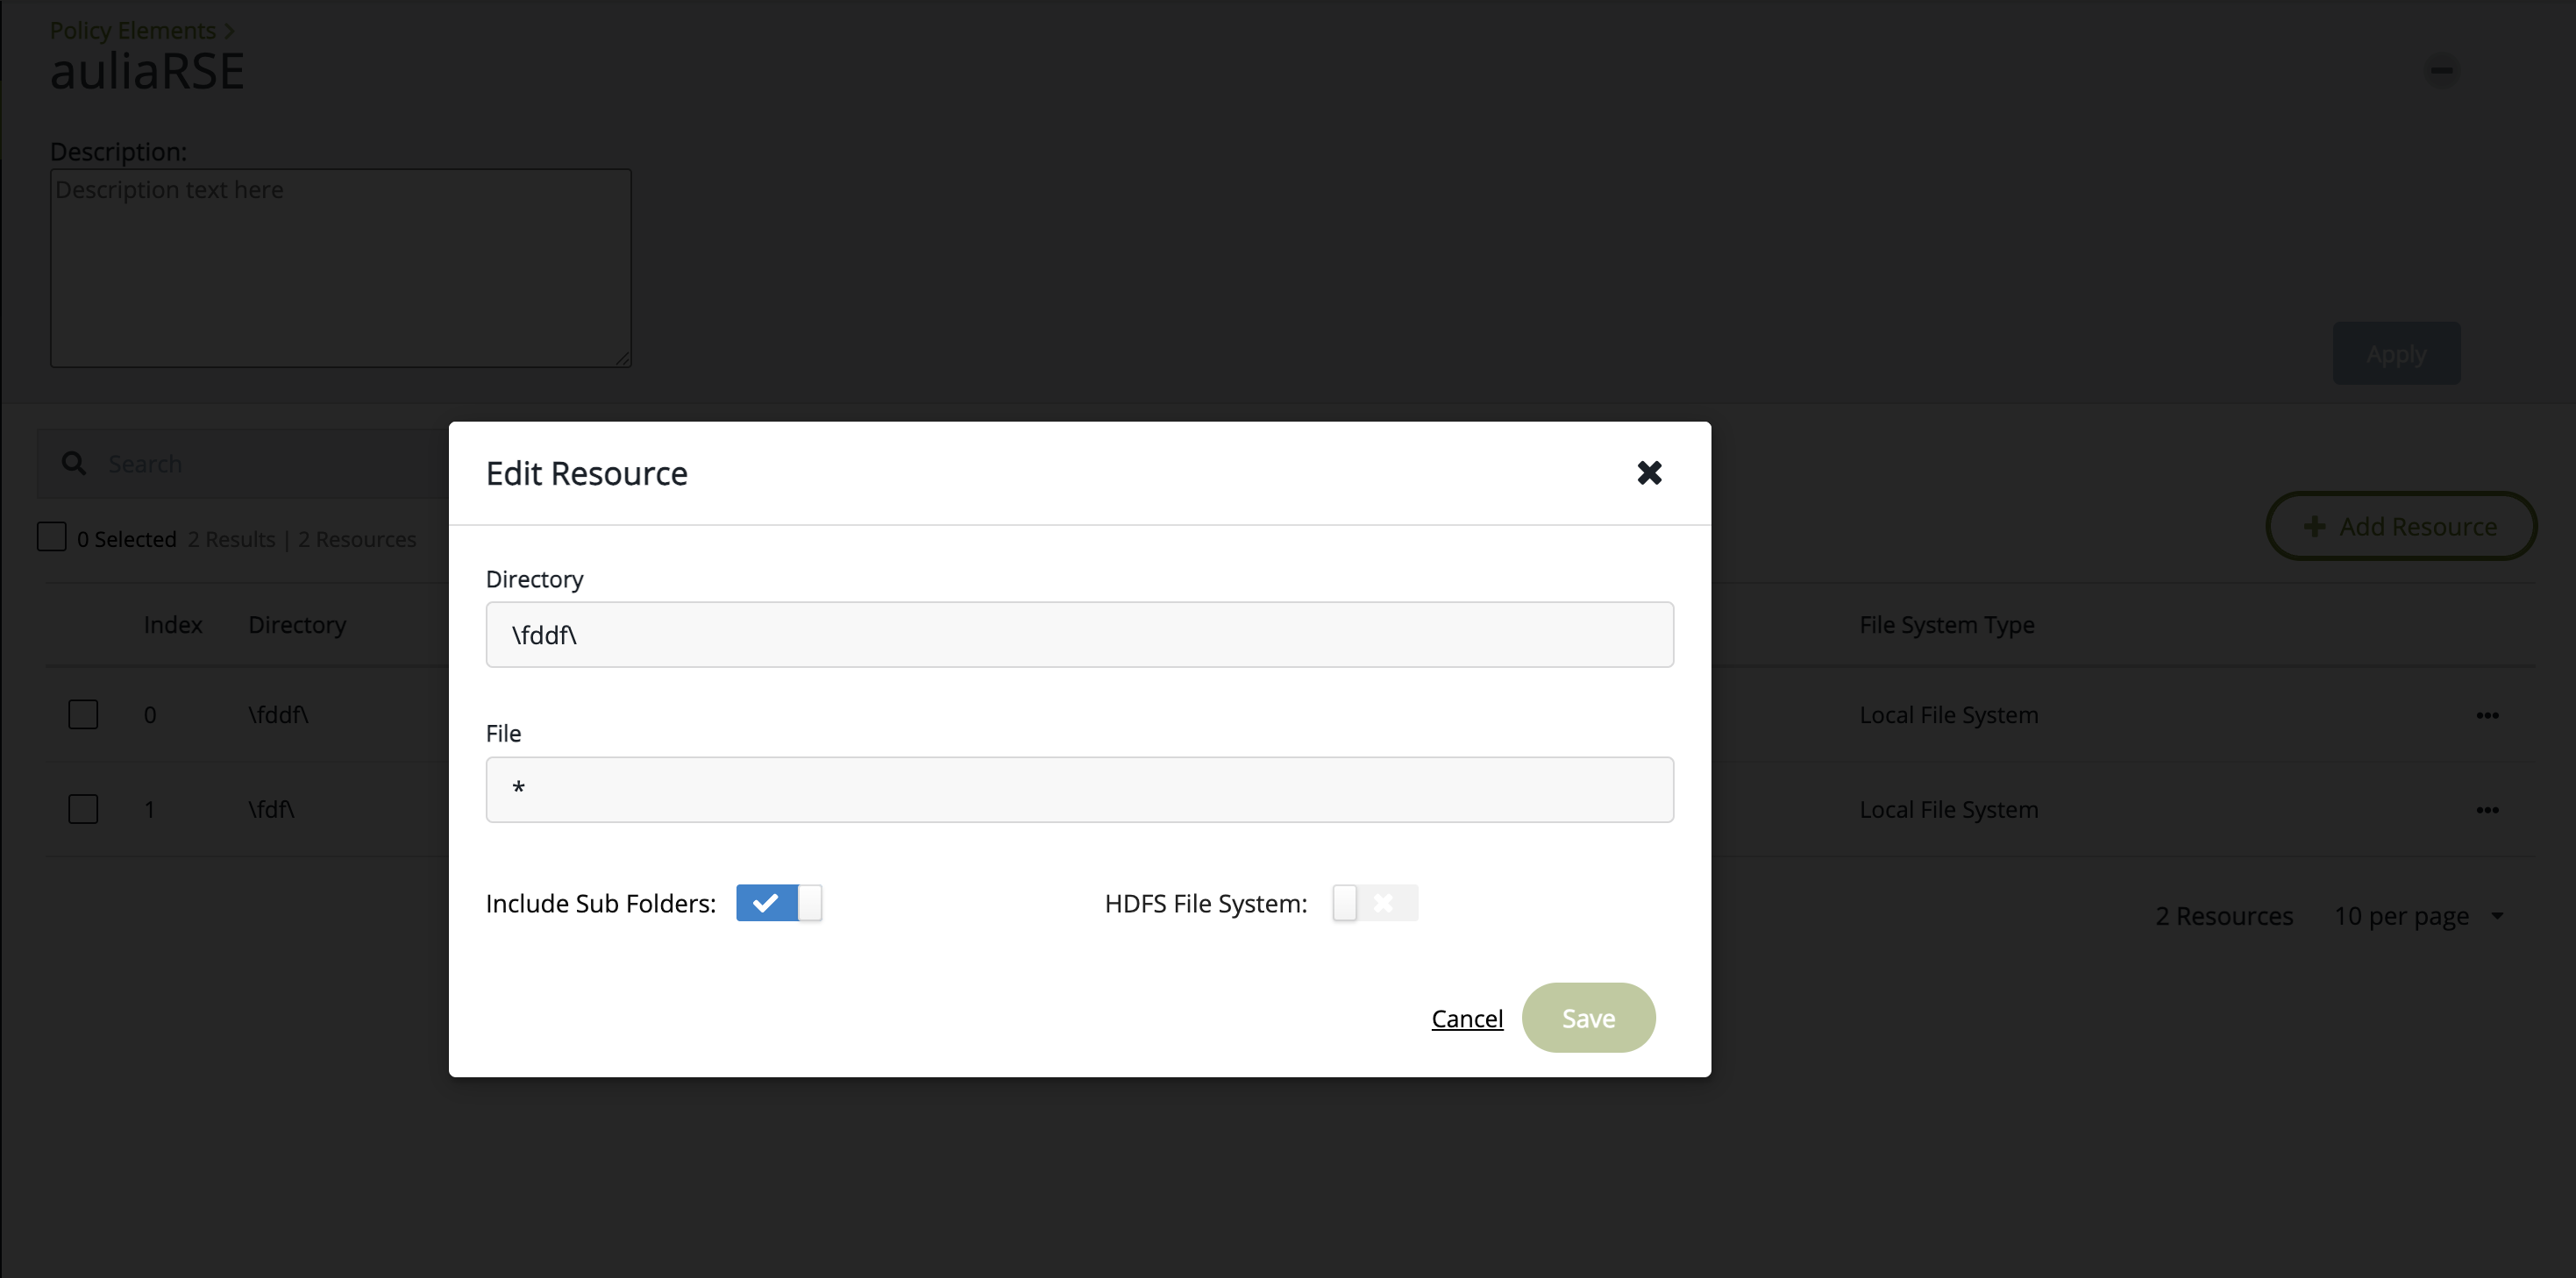 Policy Elements >
auliaRSE
Description:
Description text here
Apply
Search
0 Selected 2 Results | 2 Resources
Add Resource
Index Directory File System Type
0 \fddf\ Local File System
1 \fdf\ Local File System
2 Resources 10 per page
Edit Resource
Directory
\fddf\
File
*
Include Sub Folders: HDFS File System:
Cancel Save